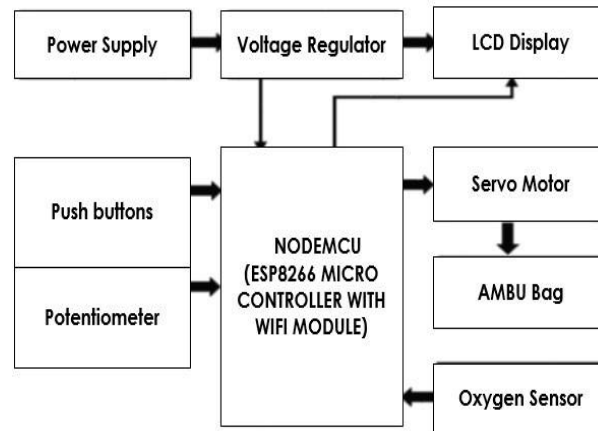 Power Supply
Voltage Regulator
LCD Display
Push buttons
Potentiometer
NODEMCU
(ESP8266 MICRO
CONTROLLER WITH
WIFI MODULE)
Servo Motor
AMBU Bag
Oxygen Sensor